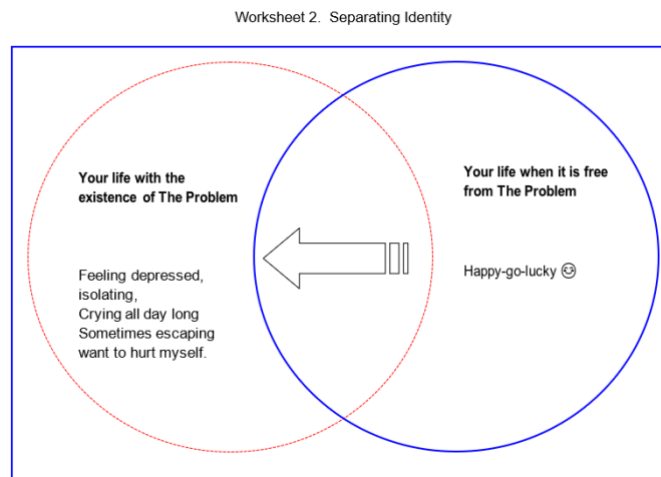 Worksheet 2.  Separating Identity
Your life with the
existence of The Problem
Feeling depressed,
isolating,
Crying all day long
Sometimes escaping
want to hurt myself.
Your life when it is free
from The Problem
Happy-go-lucky ☺